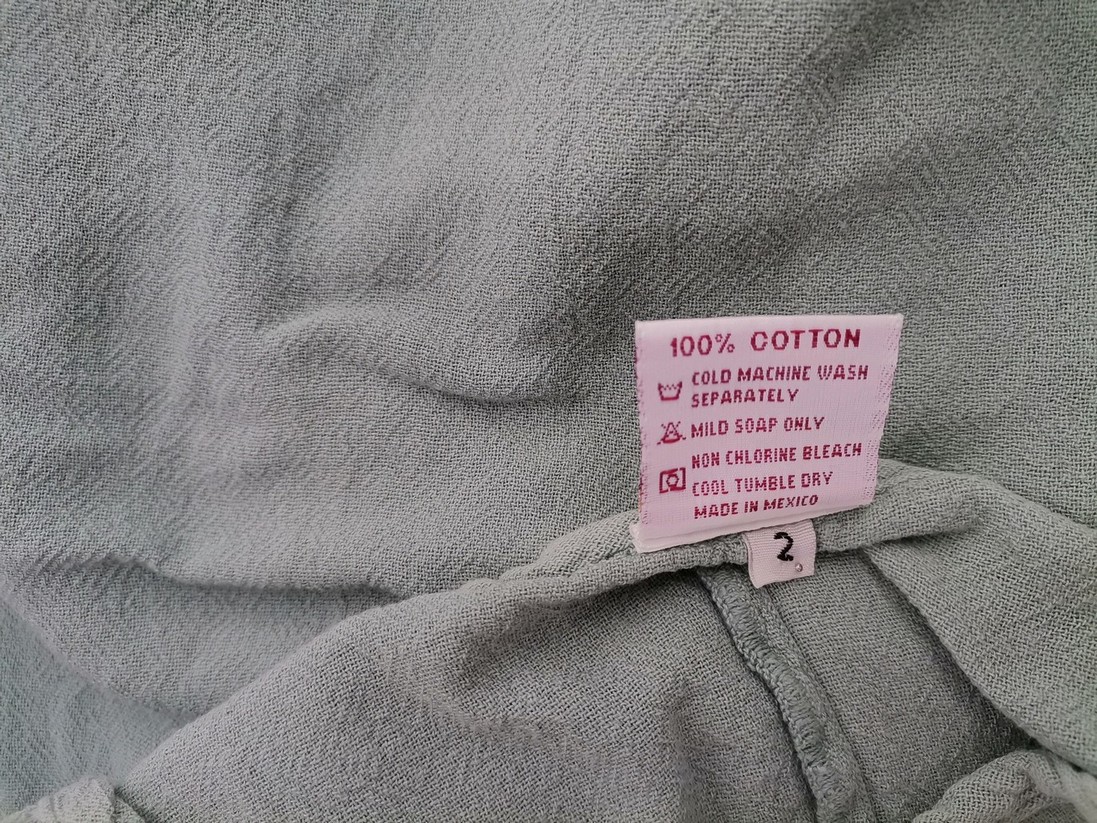 100% COTTON
COLD MACHINE WASH
SEPARATELY
MILD SOAP ONLY
NON CHLORINE BLEACH
COOL TUMBLE DRY
MADE IN MEXICO
2